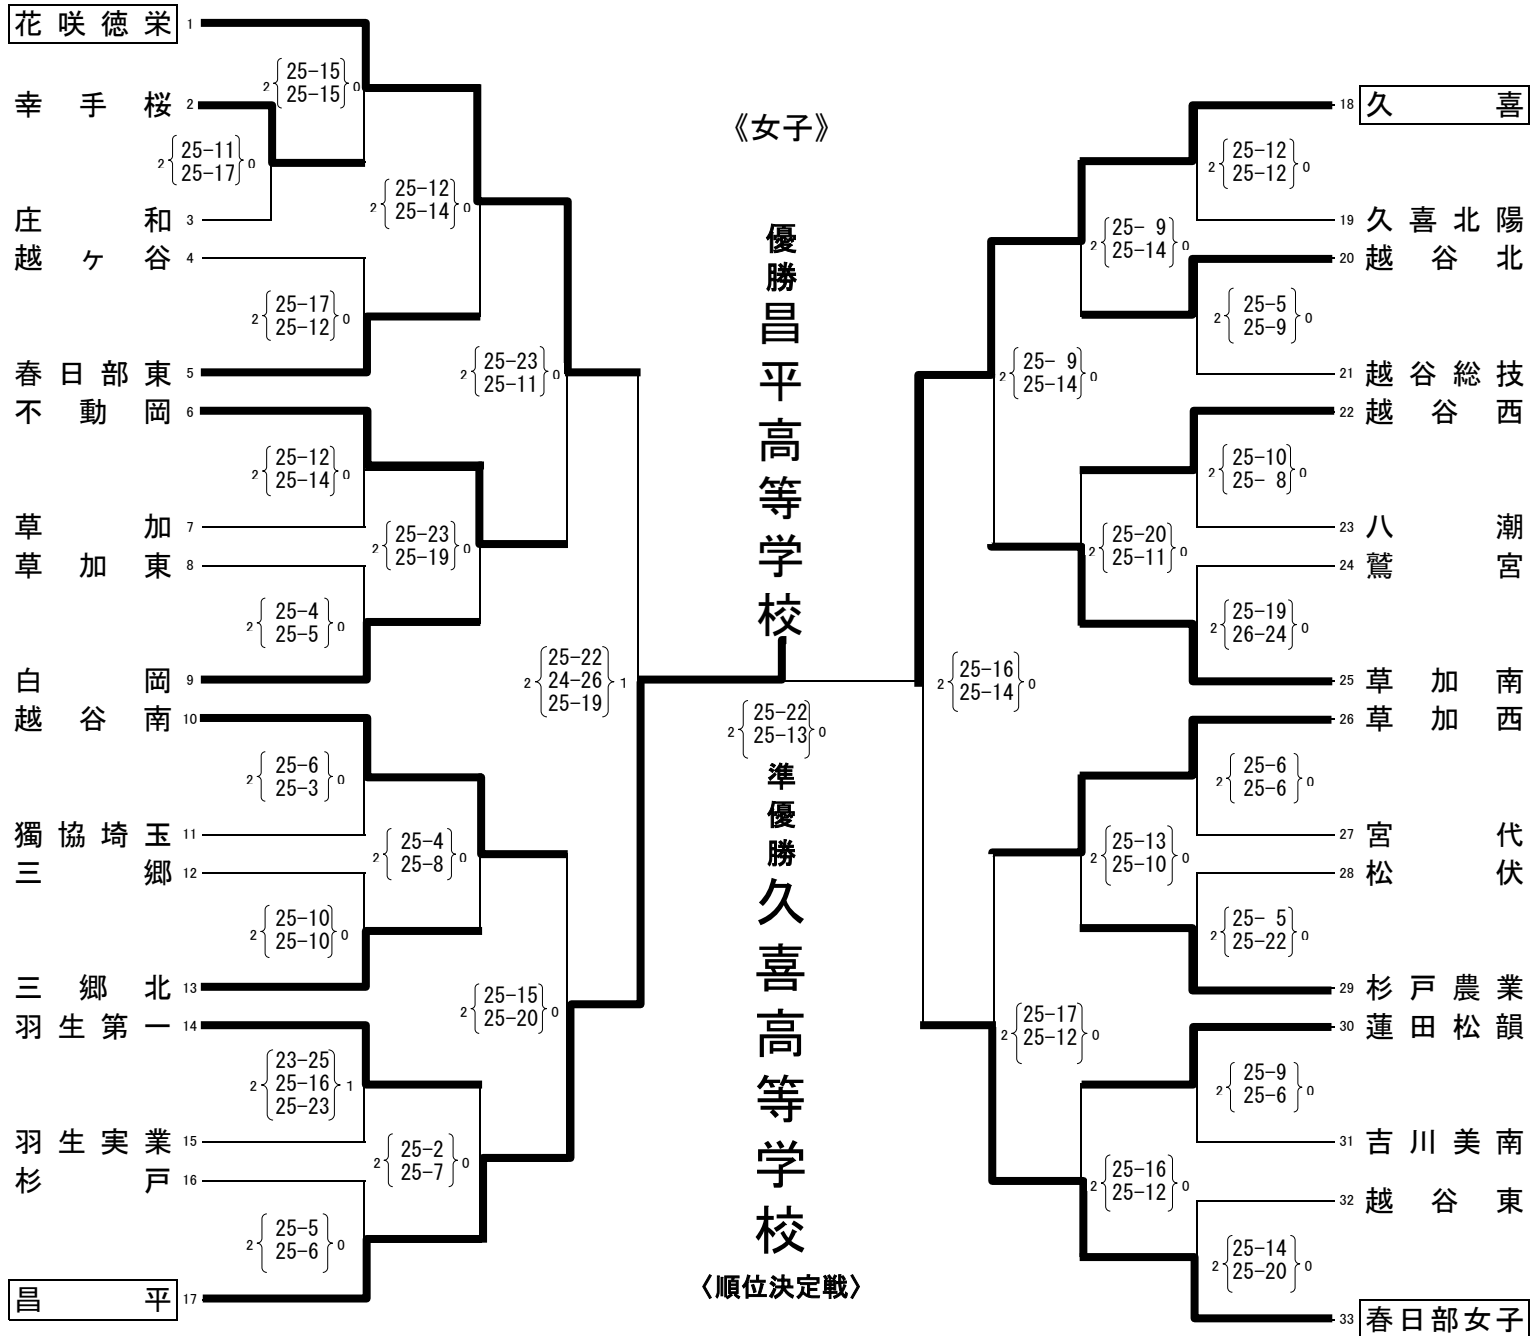 花咲徳栄 1
25-15
2 0
25-15
幸手桜 2
25-11
2 0
25-17
庄和 3
25-12
2 0
25-14
越ヶ谷 4
25-17
2 0
25-12
春日部東 5
25-23
2 0
25-11
不動岡 6
25-12
2 0
25-14
草加 7
25-23
2 0
25-19
草加東 8
25-4
2 0
25-5
白岡 9
25-22
2 24-26 1
25-19
越谷南 10
25-6
2 0
25-3
獨協埼玉 11
25-4
2 0
25-8
三郷 12
25-10
2 0
25-10
三郷北 13
25-15
2 0
25-20
羽生第一 14
23-25
2 25-16 1
25-23
羽生実業 15
25-2
2 0
25-7
杉戸 16
25-5
2 0
25-6
昌平 17
《女子》
優勝
昌平高等学校
25-22
2 0
25-13
準優勝
久喜高等学校
〈順位決定戦〉
18 久喜
25-12
2 0
25-12
19 久喜北陽
25- 9
2 0
25-14
20 越谷北
25-5
2 0
25-9
21 越谷総技
25- 9
2 0
25-14
22 越谷西
25-10
2 0
25- 8
23 八潮
25-20
2 0
25-11
24 鷲宮
25-19
2 0
26-24
25 草加南
25-16
2 0
25-14
26 草加西
25-6
2 0
25-6
27 宮代
25-13
2 0
25-10
28 松伏
25- 5
2 0
25-22
29 杉戸農業
25-17
2 0
25-12
30 蓮田松韻
25-9
2 0
25-6
31 吉川美南
25-16
2 0
25-12
32 越谷東
25-14
2 0
25-20
33 春日部女子